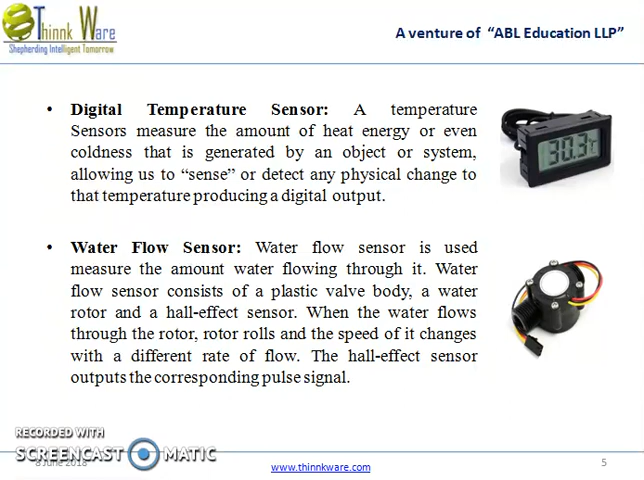 Thinnk Ware
Shepherding Intelligent Tomorrow
A venture of "ABL Education LLP"
• Digital Temperature Sensor: A temperature
Sensors measure the amount of heat energy or even
coldness that is generated by an object or system,
allowing us to “sense” or detect any physical change to
that temperature producing a digital output.
30.3°C
• Water Flow Sensor: Water flow sensor is used
measure the amount water flowing through it. Water
flow sensor consists of a plastic valve body, a water
rotor and a hall-effect sensor. When the water flows
through the rotor, rotor rolls and the speed of it changes
with a different rate of flow. The hall-effect sensor
outputs the corresponding pulse signal.
RECORDED WITH
SCREENCAST MATIC
8 June 2018
www.thinnkware.com
5